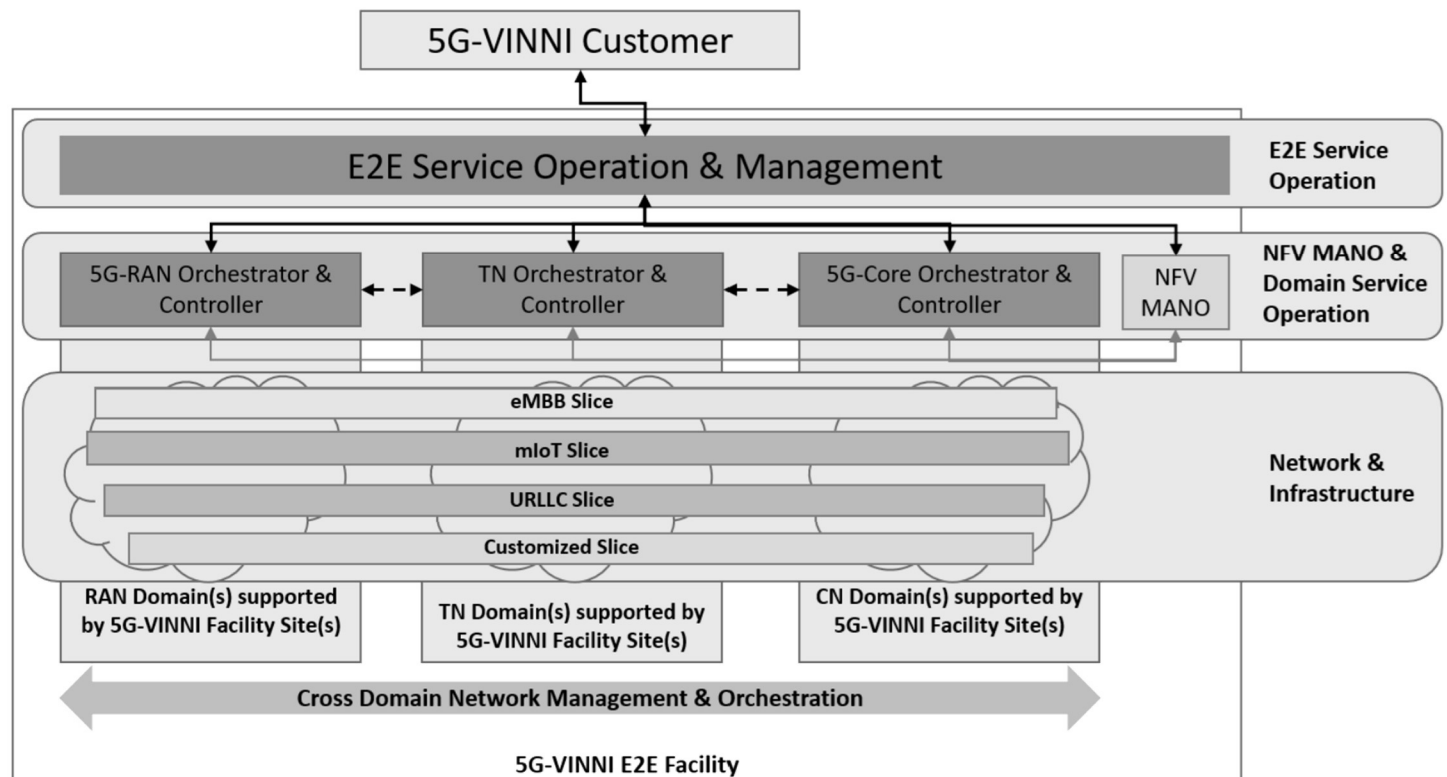 5G-VINNI Customer
E2E Service Operation & Management
E2E Service
Operation
5G-RAN Orchestrator &
Controller
TN Orchestrator &
Controller
5G-Core Orchestrator &
Controller
NFV
MANO
NFV MANO &
Domain Service
Operation
eMBB Slice
mIoT Slice
URLLC Slice
Customized Slice
Network &
Infrastructure
RAN Domain(s) supported
by 5G-VINNI Facility Site(s)
TN Domain(s) supported by
5G-VINNI Facility Site(s)
CN Domain(s) supported by
5G-VINNI Facility Site(s)
Cross Domain Network Management & Orchestration
5G-VINNI E2E Facility